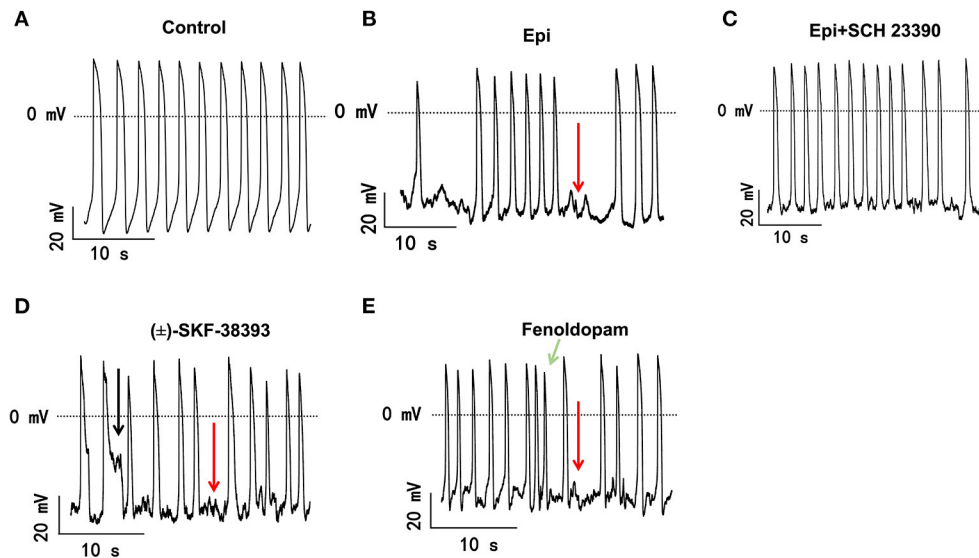 A
Control
0 mV
20 mV
10 s
B
Epi
0 mV
20 mV
10 s
C
Epi+SCH 23390
0 mV
20 mV
10 s
D
(±)-SKF-38393
0 mV
20 mV
10 s
E
Fenoldopam
0 mV
20 mV
10 s